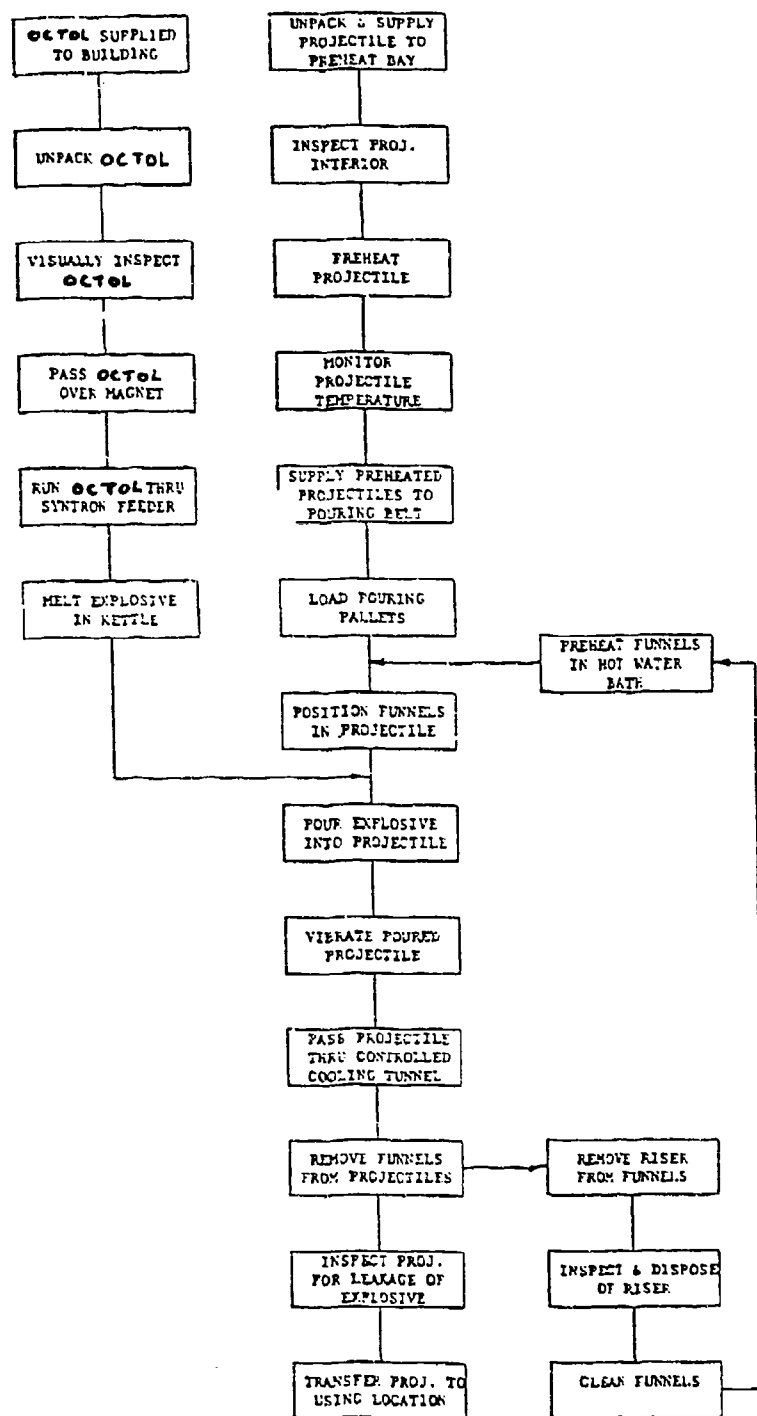 OCTOL SUPPLIED
TO BUILDING
UNPACK OCTOL
VISUALLY INSPECT
OCTOL
PASS OCTOL
OVER MAGNET
RUN OCTOL THRU
SYNTRON FEEDER
MELT EXPLOSIVE
IN KETTLE
UNPACK & SUPPLY
PROJECTILE TO
PREHEAT BAY
INSPECT PROJ.
INTERIOR
PREHEAT
PROJECTILE
MONITOR
PROJECTILE
TEMPERATURE
SUPPLY PREHEATED
PROJECTILES TO
POURING BELT
LOAD POURING
PALLETS
POSITION FUNNELS
IN PROJECTILE
POUR EXPLOSIVE
INTO PROJECTILE
VIBRATE POURED
PROJECTILE
PASS PROJECTILE
THRU CONTROLLED
COOLING TUNNEL
REMOVE FUNNELS
FROM PROJECTILES
INSPECT PROJ.
FOR LEAKAGE OF
EXPLOSIVE
TRANSFER PROJ. TO
USING LOCATION
PREHEAT FUNNELS
IN HOT WATER
BATH
REMOVE RISER
FROM FUNNELS
INSPECT & DISPOSE
OF RISER
CLEAN FUNNELS